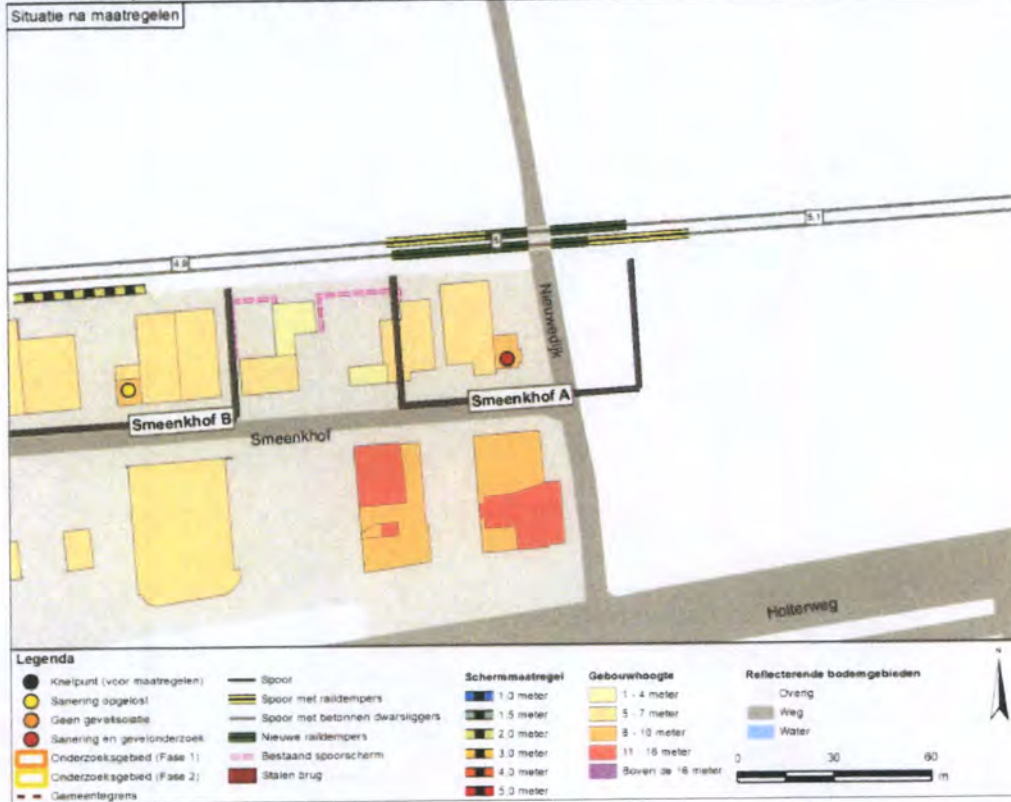 Situatie na maatregelen
5.1
4.9
Nieuwedijk
Smeenkhof A
Smeenkhof B
Smeenkhof
Holterweg
Legenda
Knelpunt (voor maatregelen)
Sanering opgelost
Geen gevelisolatie
Sanering en gevelonderzoek
Onderzoeksgebied (Fase 1)
Onderzoeksgebied (Fase 2)
Gemeentegrens
Spoor
Spoor met raildempers
Spoor met betonnen dwarsliggers
Nieuwe raildempers
Bestaand spoorscherm
Stalen brug
Schermmaatregel
1,0 meter
1,5 meter
2,0 meter
3,0 meter
4,0 meter
5,0 meter
Gebouwhoogte
1 - 4 meter
5 - 7 meter
8 - 10 meter
11 - 16 meter
Boven de 16 meter
Reflecterende bodemgebieden
Overig
Weg
Water
N
0 30 60
m